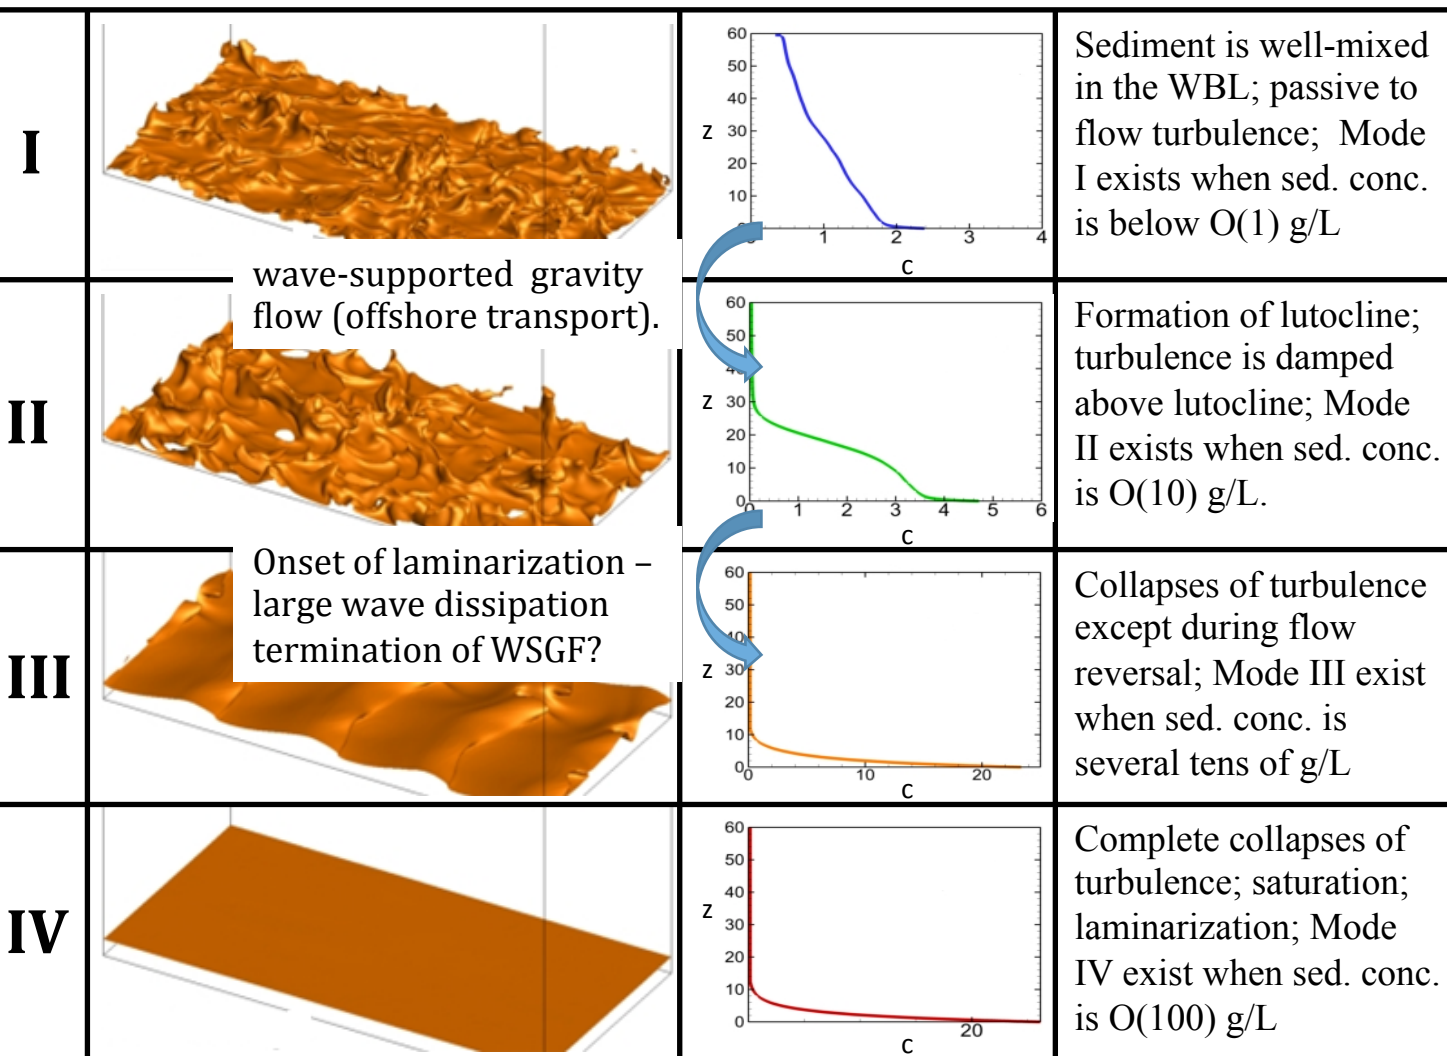 I
60
50
40
z
30
20
10
0
1
2
3
4
c
Sediment is well-mixed
in the WBL; passive to
flow turbulence; Mode
I exists when sed. conc.
is below O(1) g/L
wave-supported gravity
flow (offshore transport).
II
60
50
40
z
30
20
10
0
0
1
2
3
4
5
6
c
Formation of lutocline;
turbulence is damped
above lutocline; Mode
II exists when sed. conc.
is O(10) g/L.
Onset of laminarization –
large wave dissipation
termination of WSGF?
III
60
50
40
z
30
20
10
0
0
10
20
c
Collapses of turbulence
except during flow
reversal; Mode III exist
when sed. conc. is
several tens of g/L
IV
60
50
40
z
30
20
10
0
20
c
Complete collapses of
turbulence; saturation;
laminarization; Mode
IV exist when sed. conc.
is O(100) g/L